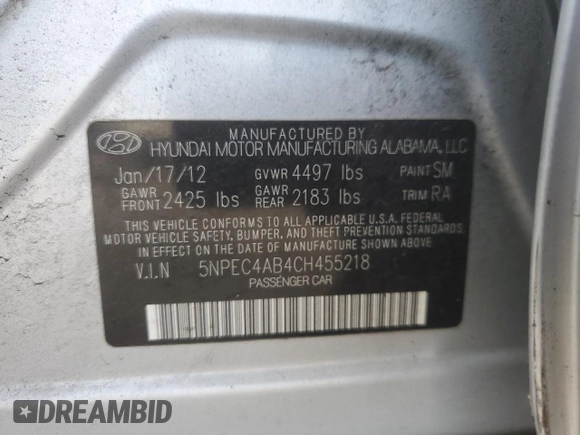 MANUFACTURED BY
HYUNDAI MOTOR MANUFACTURING ALABAMA, LLC
Jan/17/12 GVWR 4497 lbs PAINT SM
GAWR FRONT 2425 lbs GAWR REAR 2183 lbs TRIM RA
THIS VEHICLE CONFORMS TO ALL APPLICABLE U.S.A. FEDERAL
MOTOR VEHICLE SAFETY, BUMPER, AND THEFT PREVENTION STANDARDS
IN EFFECT ON THE DATE OF MANUFACTURE SHOWN ABOVE.
V.I.N 5NPEC4AB4CH455218
PASSENGER CAR
DREAMBID